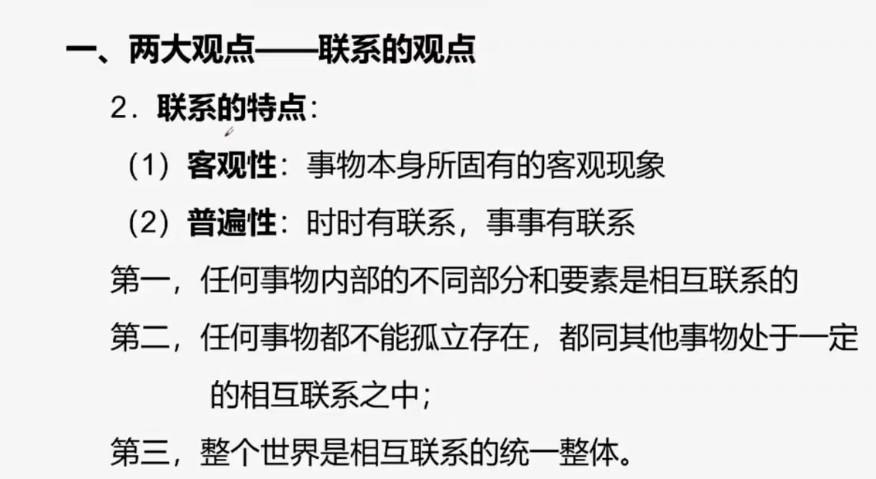 一、两大观点——联系的观点
2．联系的特点：
（1）客观性：事物本身所固有的客观现象
（2）普遍性：时时有联系，事事有联系
第一，任何事物内部的不同部分和要素是相互联系的
第二，任何事物都不能孤立存在，都同其他事物处于一定
的相互联系之中；
第三，整个世界是相互联系的统一整体。